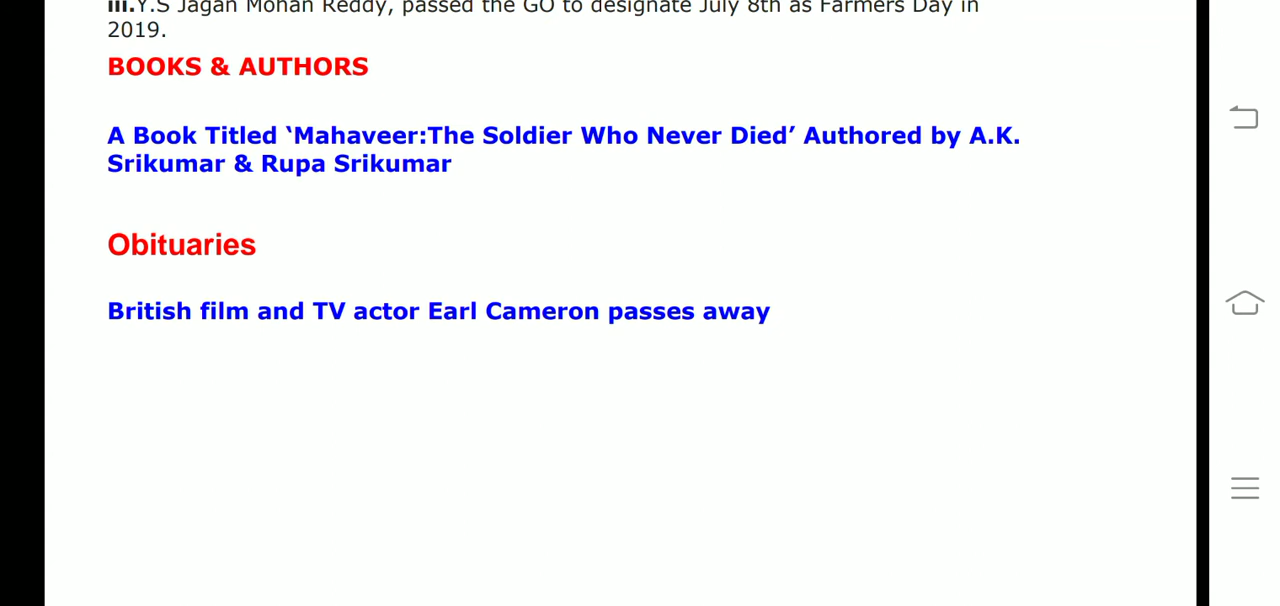 iii.Y.S Jagan Mohan Reddy, passed the GO to designate July 8th as Farmers Day in
2019.
BOOKS & AUTHORS
A Book Titled ‘Mahaveer:The Soldier Who Never Died’ Authored by A.K.
Srikumar & Rupa Srikumar
Obituaries
British film and TV actor Earl Cameron passes away